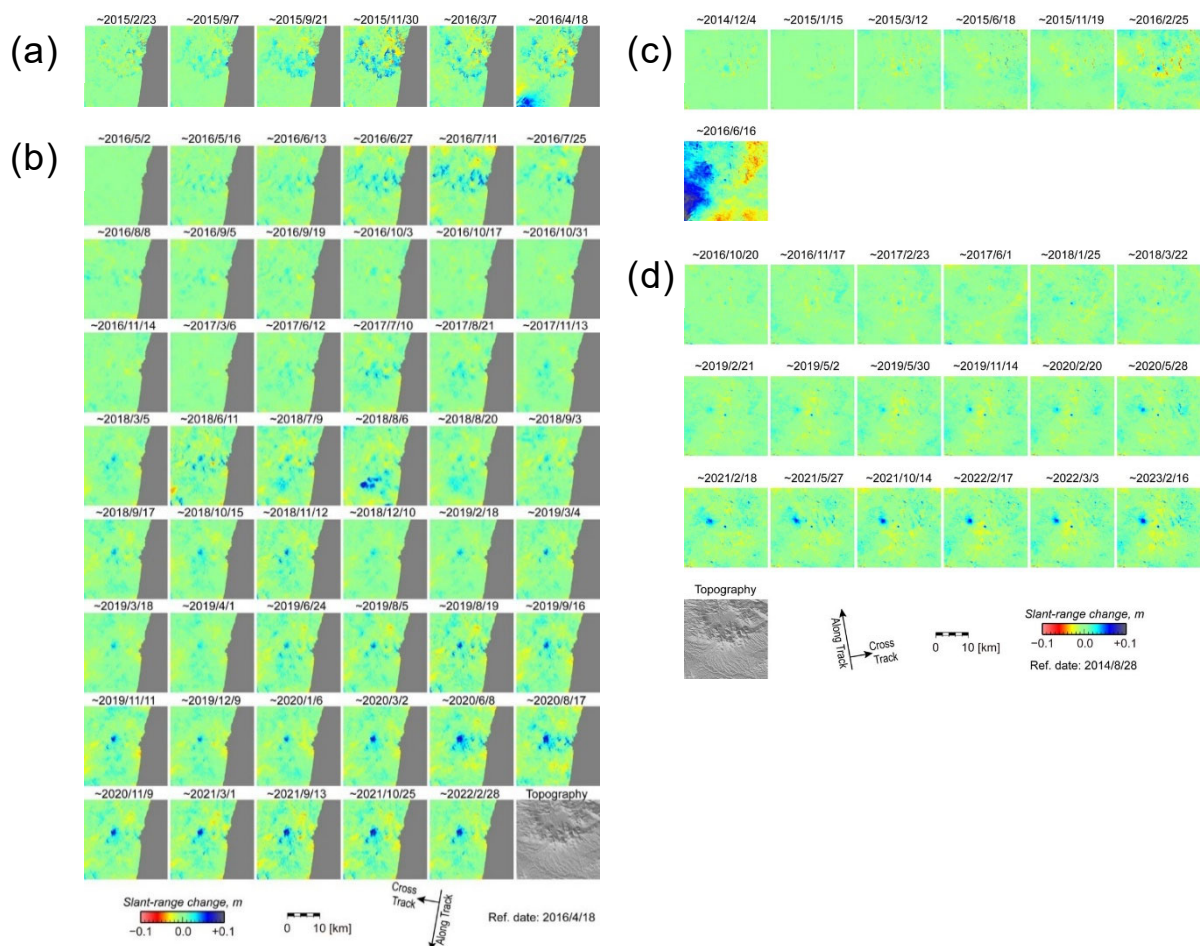 (a)
~2015/2/23 ~2015/9/7 ~2015/9/21 ~2015/11/30 ~2016/3/7 ~2016/4/18
(b)
~2016/5/2 ~2016/5/16 ~2016/6/13 ~2016/6/27 ~2016/7/11 ~2016/7/25
~2016/8/8 ~2016/9/5 ~2016/9/19 ~2016/10/3 ~2016/10/17 ~2016/10/31
~2016/11/14 ~2017/3/6 ~2017/6/12 ~2017/7/10 ~2017/8/21 ~2017/11/13
~2018/3/5 ~2018/6/11 ~2018/7/9 ~2018/8/6 ~2018/8/20 ~2018/9/3
~2018/9/17 ~2018/10/15 ~2018/11/12 ~2018/12/10 ~2019/2/18 ~2019/3/4
~2019/3/18 ~2019/4/1 ~2019/6/24 ~2019/8/5 ~2019/8/19 ~2019/9/16
~2019/11/11 ~2019/12/9 ~2020/1/6 ~2020/3/2 ~2020/6/8 ~2020/8/17
~2020/11/9 ~2021/3/1 ~2021/9/13 ~2021/10/25 ~2022/2/28 Topography
Slant-range change, m
−0.1 0.0 +0.1
0 10 [km]
Cross
Track
Along Track
Ref. date: 2016/4/18
(c)
~2014/12/4 ~2015/1/15 ~2015/3/12 ~2015/6/18 ~2015/11/19 ~2016/2/25
~2016/6/16
(d)
~2016/10/20 ~2016/11/17 ~2017/2/23 ~2017/6/1 ~2018/1/25 ~2018/3/22
~2019/2/21 ~2019/5/2 ~2019/5/30 ~2019/11/14 ~2020/2/20 ~2020/5/28
~2021/2/18 ~2021/5/27 ~2021/10/14 ~2022/2/17 ~2022/3/3 ~2023/2/16
Topography
Along Track
Cross
Track
0 10 [km]
Slant-range change, m
−0.1 +0.1
Ref. date: 2014/8/28